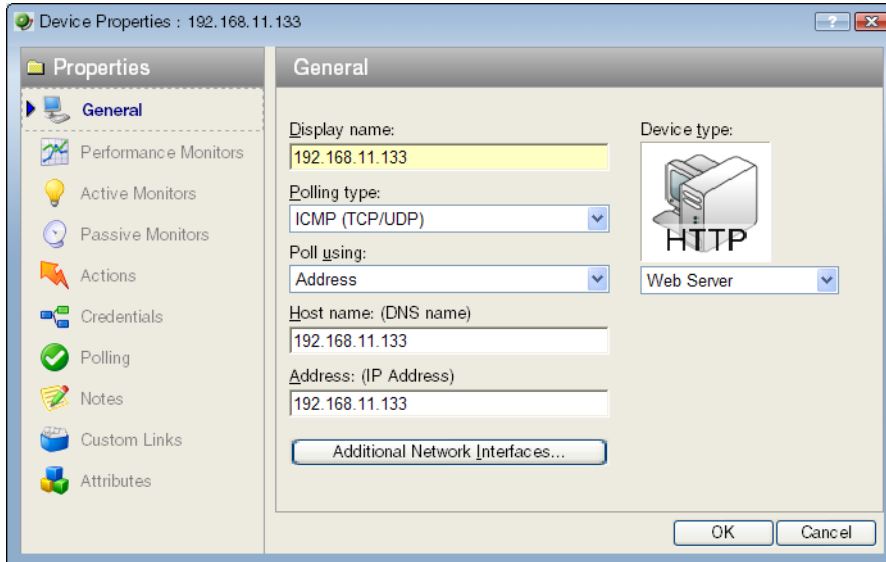 Device Properties : 192.168.11.133
Properties
General
Performance Monitors
Active Monitors
Passive Monitors
Actions
Credentials
Polling
Notes
Custom Links
Attributes
General
Display name:
192.168.11.133
Polling type:
ICMP (TCP/UDP)
Poll using:
Address
Host name: (DNS name)
192.168.11.133
Address: (IP Address)
192.168.11.133
Additional Network Interfaces...
Device type:
HTTP
Web Server
OK
Cancel